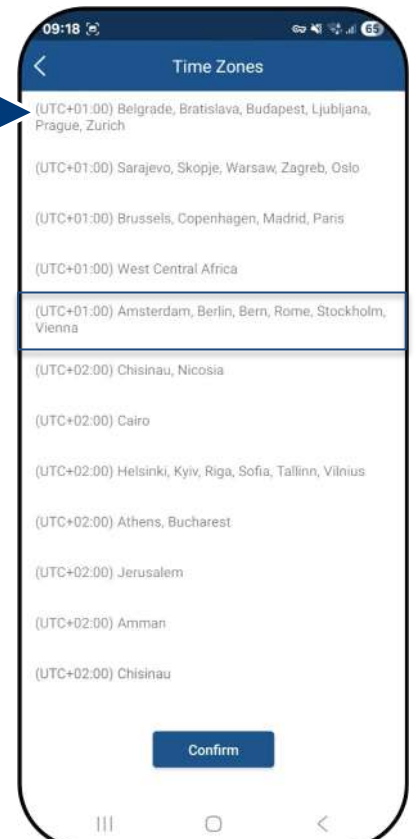 09:18
65
Time Zones
(UTC+01:00) Belgrade, Bratislava, Budapest, Ljubljana,
Prague, Zurich
(UTC+01:00) Sarajevo, Skopje, Warsaw, Zagreb, Oslo
(UTC+01:00) Brussels, Copenhagen, Madrid, Paris
(UTC+01:00) West Central Africa
(UTC+01:00) Amsterdam, Berlin, Bern, Rome, Stockholm,
Vienna
(UTC+02:00) Chisinau, Nicosia
(UTC+02:00) Cairo
(UTC+02:00) Helsinki, Kyiv, Riga, Sofia, Tallinn, Vilnius
(UTC+02:00) Athens, Bucharest
(UTC+02:00) Jerusalem
(UTC+02:00) Amman
(UTC+02:00) Chisinau
Confirm